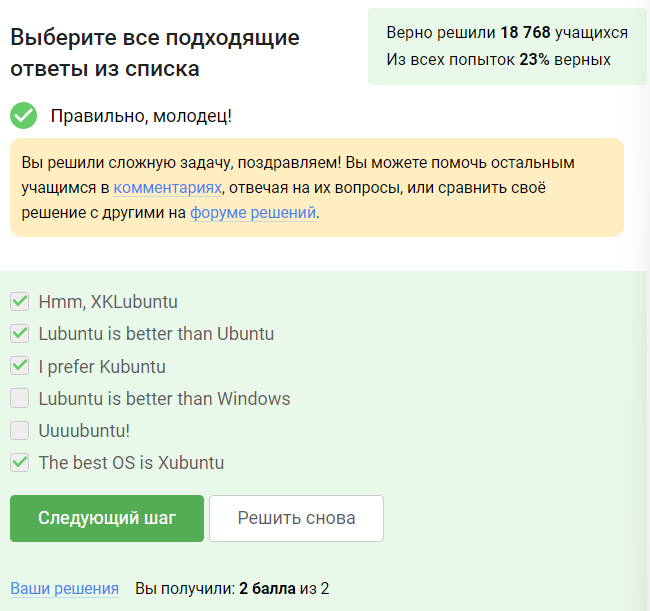 Выберите все подходящие
ответы из списка
Верно решили 18 768 учащихся
Из всех попыток 23% верных
Правильно, молодец!
Вы решили сложную задачу, поздравляем! Вы можете помочь остальным
учащимся в комментариях, отвечая на их вопросы, или сравнить своё
решение с другими на форуме решений.
Hmm, XKLubuntu
Lubuntu is better than Ubuntu
I prefer Kubuntu
Lubuntu is better than Windows
Uuuubuntu!
The best OS is Xubuntu
Следующий шаг
Решить снова
Ваши решения Вы получили: 2 балла из 2